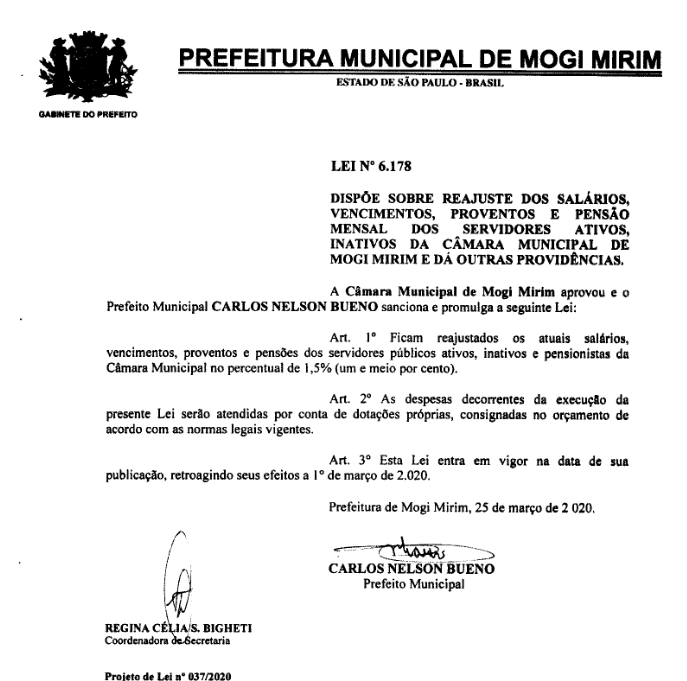 PREFEITURA MUNICIPAL DE MOGI MIRIM
ESTADO DE SÃO PAULO - BRASIL
GABINETE DO PREFEITO
LEI Nº 6.178
DISPÕE SOBRE REAJUSTE DOS SALÁRIOS,
VENCIMENTOS, PROVENTOS E PENSÃO
MENSAL DOS SERVIDORES ATIVOS,
INATIVOS DA CÂMARA MUNICIPAL DE
MOGI MIRIM E DÁ OUTRAS PROVIDÊNCIAS.
A Câmara Municipal de Mogi Mirim aprovou e o
Prefeito Municipal CARLOS NELSON BUENO sanciona e promulga a seguinte Lei:
Art. 1º Ficam reajustados os atuais salários,
vencimentos, proventos e pensões dos servidores públicos ativos, inativos e pensionistas da
Câmara Municipal no percentual de 1,5% (um e meio por cento).
Art. 2º As despesas decorrentes da execução da
presente Lei serão atendidas por conta de dotações próprias, consignadas no orçamento de
acordo com as normas legais vigentes.
Art. 3º Esta Lei entra em vigor na data de sua
publicação, retroagindo seus efeitos a 1º de março de 2.020.
Prefeitura de Mogi Mirim, 25 de março de 2 020.
CARLOS NELSON BUENO
Prefeito Municipal
REGINA CÉLIA S. BIGHETI
Coordenadora de Secretaria
Projeto de Lei nº 037/2020